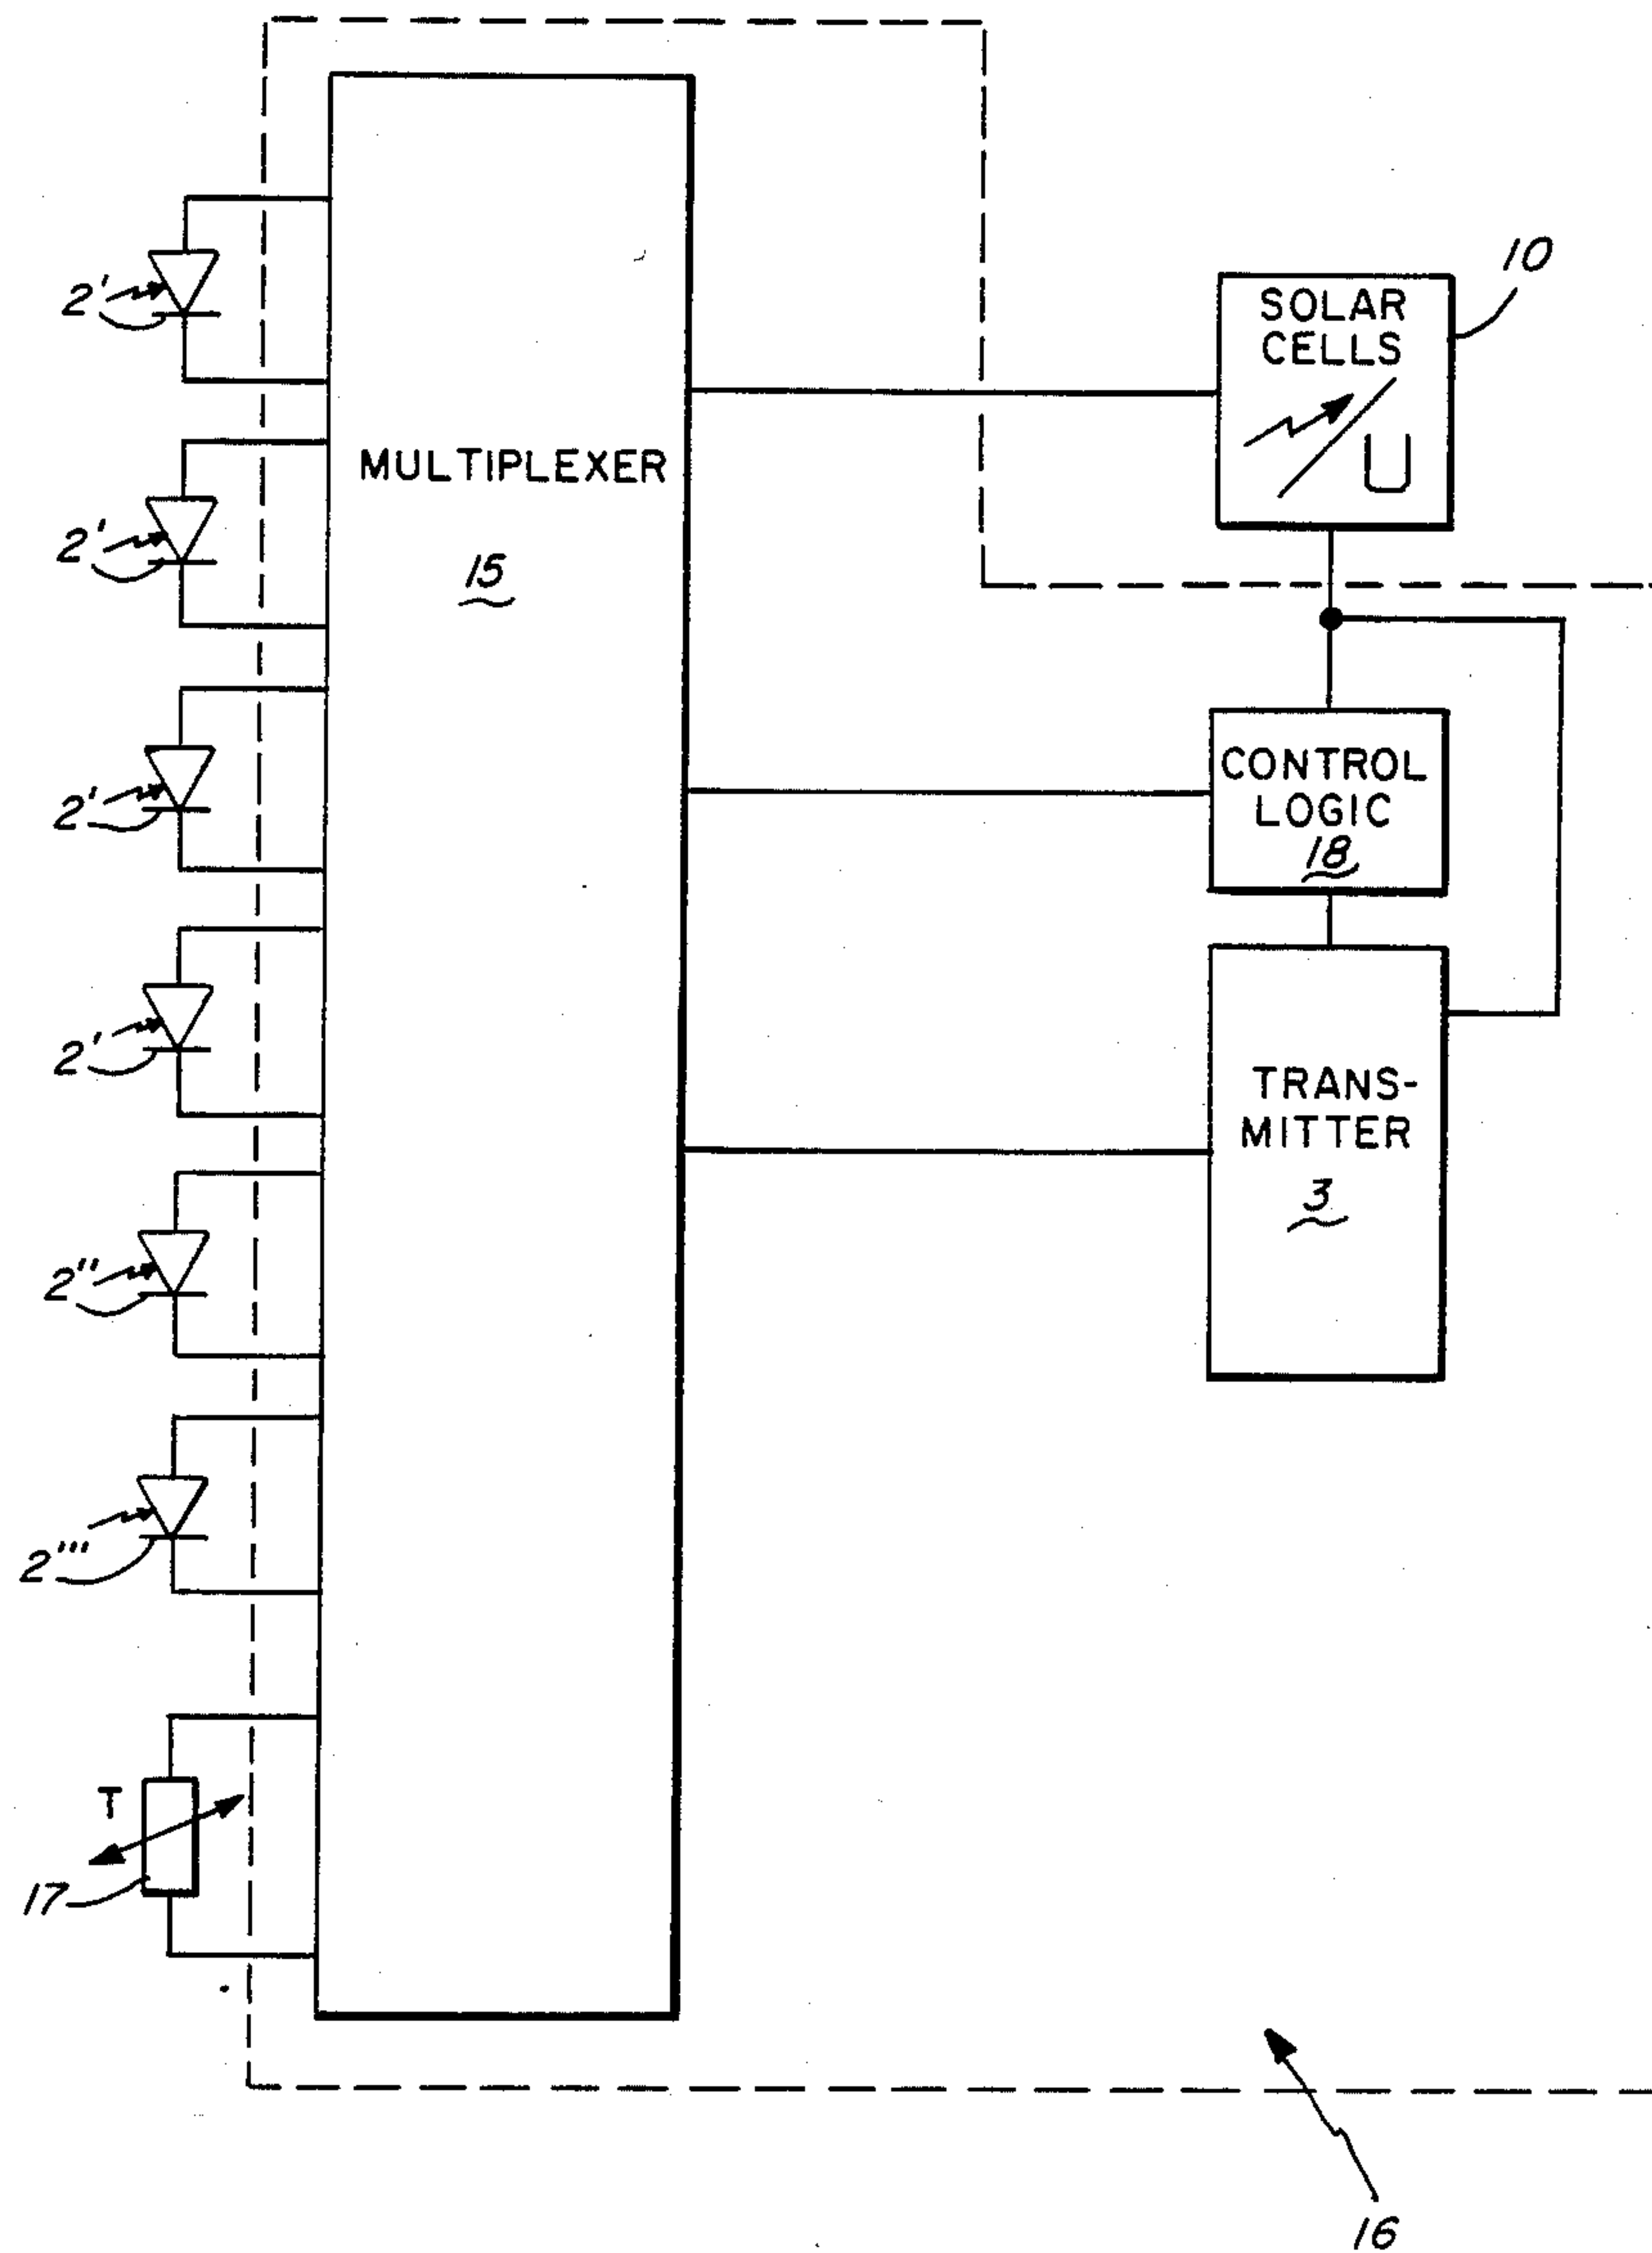 10
SOLAR
CELLS
U
2'
MULTIPLEXER
2'
15
CONTROL
LOGIC
18
2'
2'
TRANS-
MITTER
3
2''
2'''
T
17
16